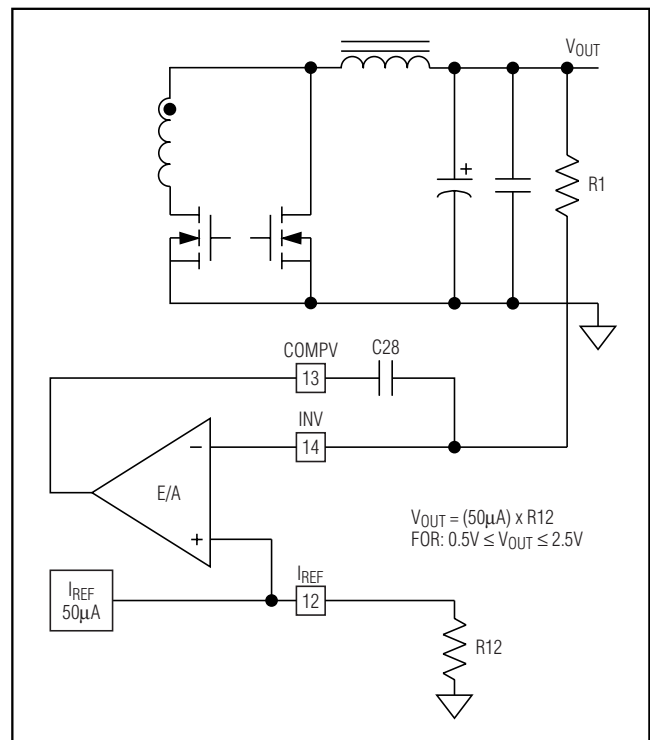 VOUT
+
R1
COMPV
C28
13
INV
14
−
E/A
+
VOUT = (50µA) x R12
FOR: 0.5V ≤ VOUT ≤ 2.5V
IREF
50µA
IREF
12
R12